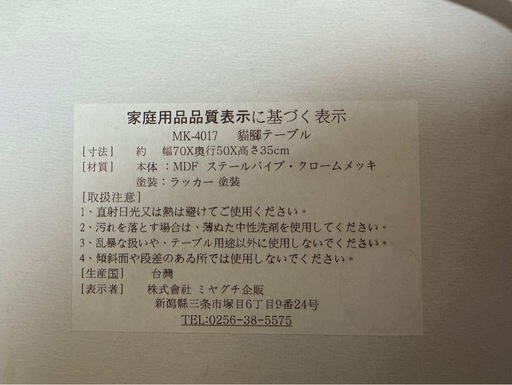 家庭用品品質表示に基づく表示
MK-4017 貓腳テーブル
[寸法] 約 幅70X奥行50X高さ35cm
[材質] 本体：MDF ステールバイブ・クロームメッキ
塗装：ラッカー 塗装
[取扱注意]
1、直射日光又は熱は避けてご使用ください。
2、汚れを落とす場合は、薄ぬた中性洗剤を使用してください。
3、乱暴な扱いや、テーブル用途以外に使用しないでください。
4、傾斜面や段差のある所では使用しないでください。
[生産国] 台灣
[表示者] 株式會社 ミヤグチ企販
新潟縣三条市塚目6丁目9番24号
TEL:0256-38-5575